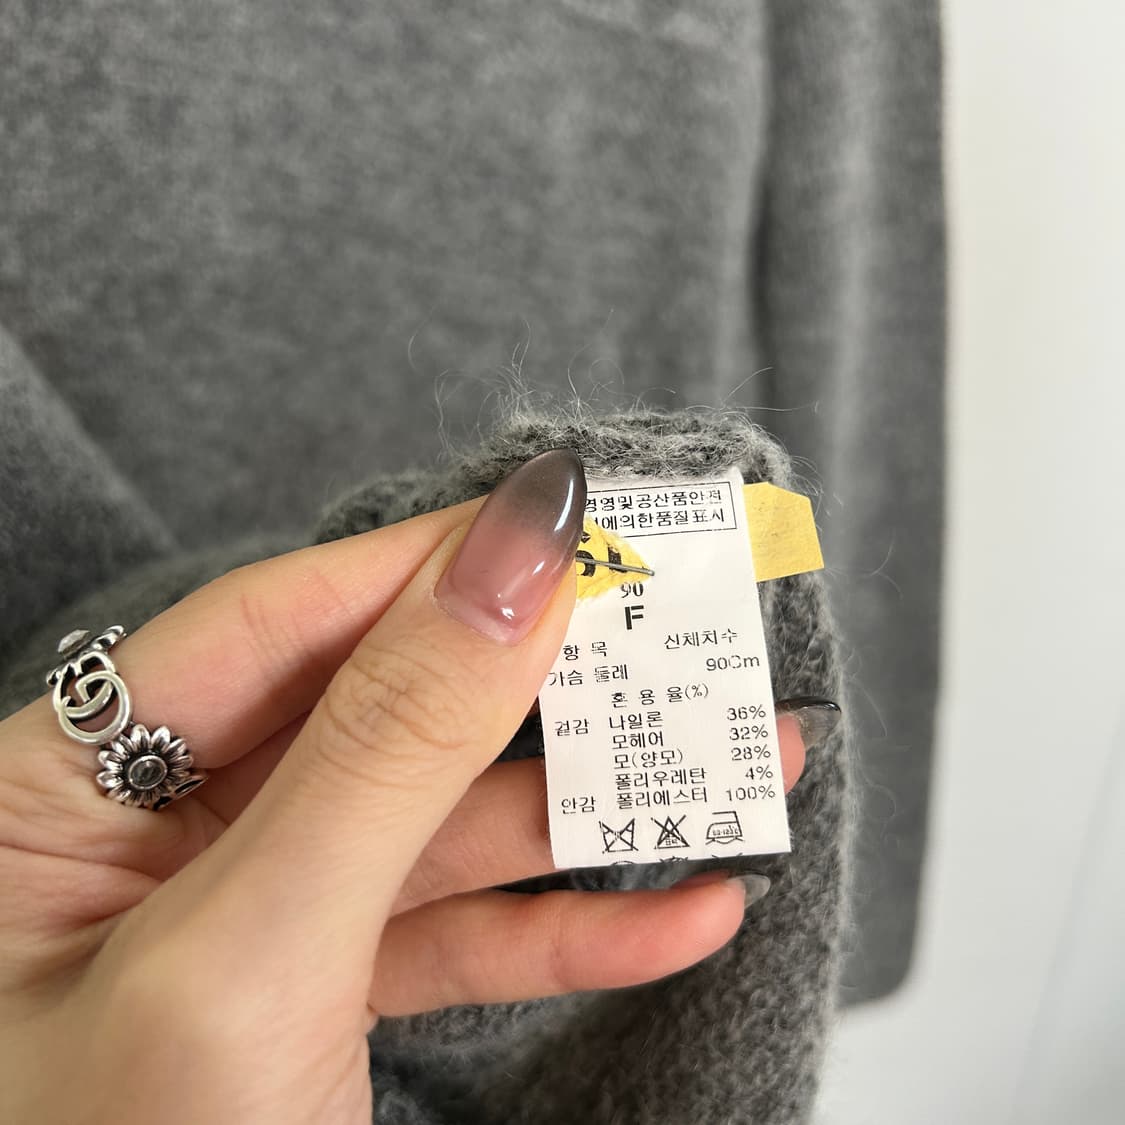 영및공산품안전
에의한품질표시
90
F
항 목 신체치수
가슴 둘레 90Cm
혼 용 율(%)
겉감 나일론 36%
모헤어 32%
모(양모) 28%
폴리우레탄 4%
안감 폴리에스터 100%